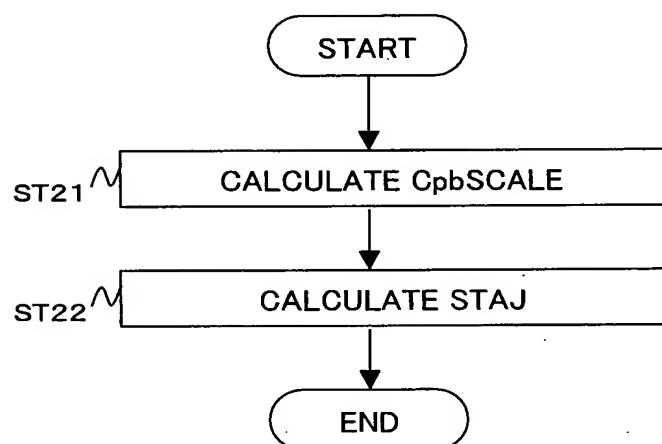 START
ST21 CALCULATE CpbSCALE
ST22 CALCULATE STAJ
END